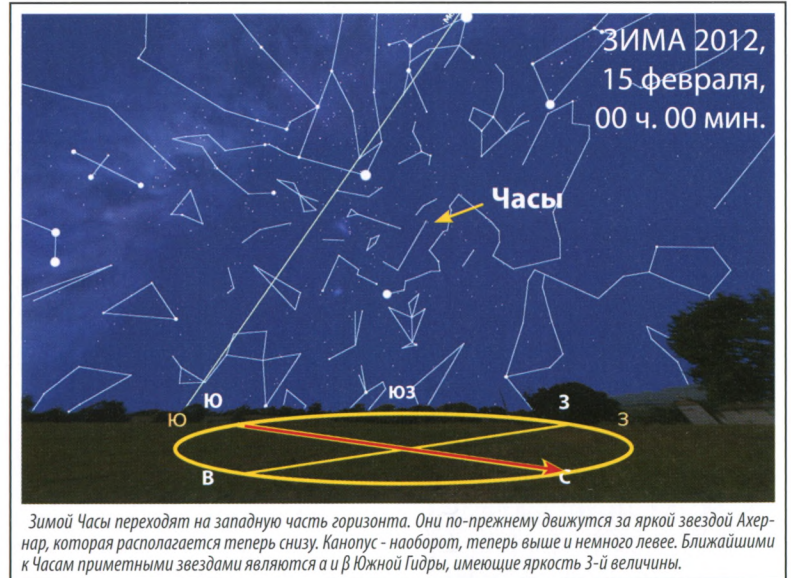 ЗИМА 2012,
15 февраля,
00 ч. 00 мин.
Часы
Ю ЮЗ З
Ю З
В С
Зимой Часы переходят на западную часть горизонта. Они по-прежнему движутся за яркой звездой Ахер-
нар, которая располагается теперь снизу. Канопус - наоборот, теперь выше и немного левее. Ближайшими
к Часам приметными звездами являются α и β Южной Гидры, имеющие яркость 3-й величины.